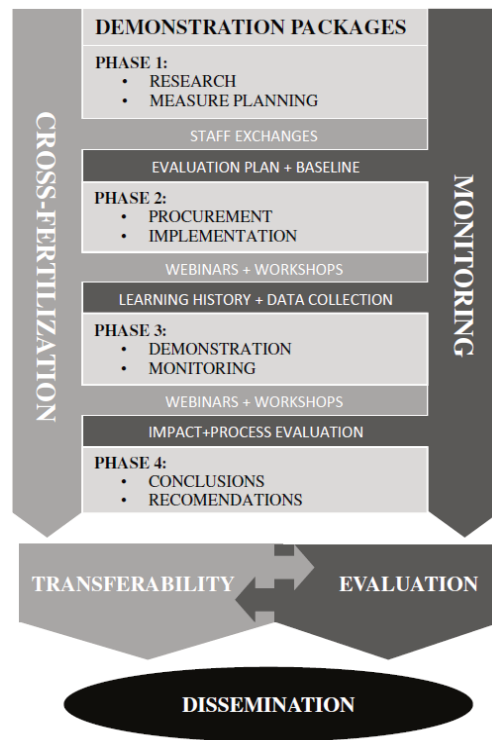 DEMONSTRATION PACKAGES
PHASE 1:
• RESEARCH
• MEASURE PLANNING
STAFF EXCHANGES
EVALUATION PLAN + BASELINE
PHASE 2:
• PROCUREMENT
• IMPLEMENTATION
WEBINARS + WORKSHOPS
LEARNING HISTORY + DATA COLLECTION
PHASE 3:
• DEMONSTRATION
• MONITORING
WEBINARS + WORKSHOPS
IMPACT+PROCESS EVALUATION
PHASE 4:
• CONCLUSIONS
• RECOMENDATIONS
CROSS-FERTILIZATION
MONITORING
TRANSFERABILITY
EVALUATION
DISSEMINATION